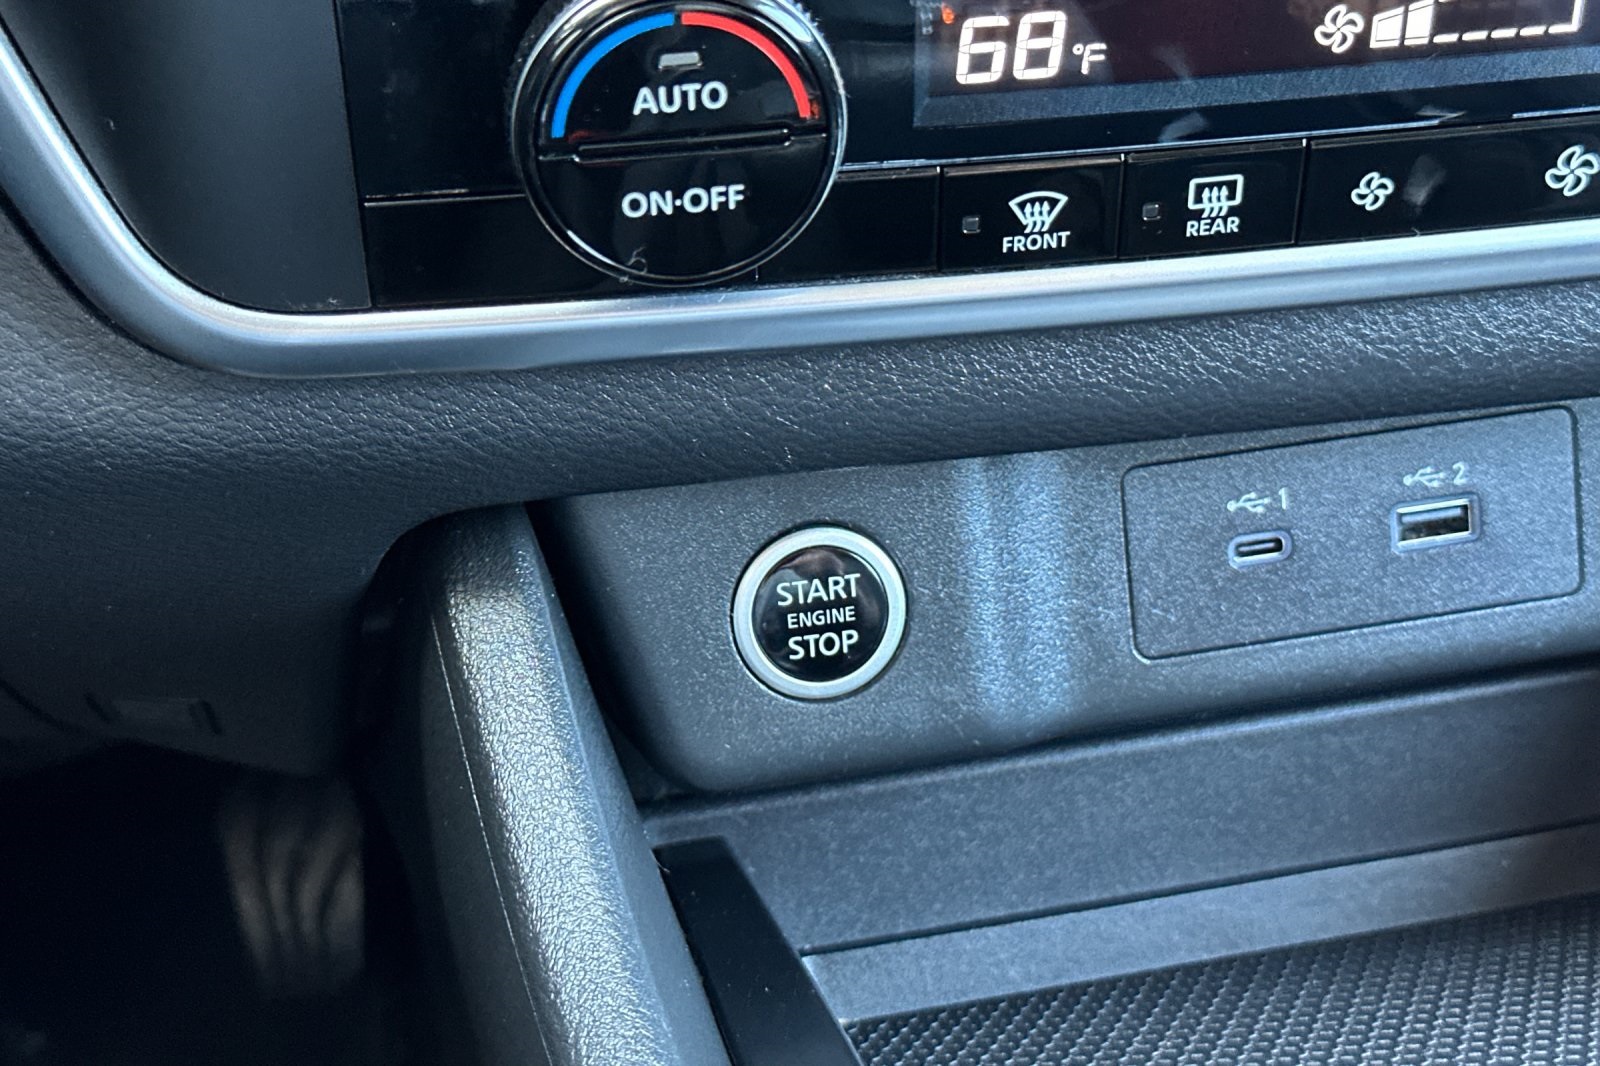 68°F
AUTO
ON·OFF
FRONT
REAR
1
2
START
ENGINE
STOP